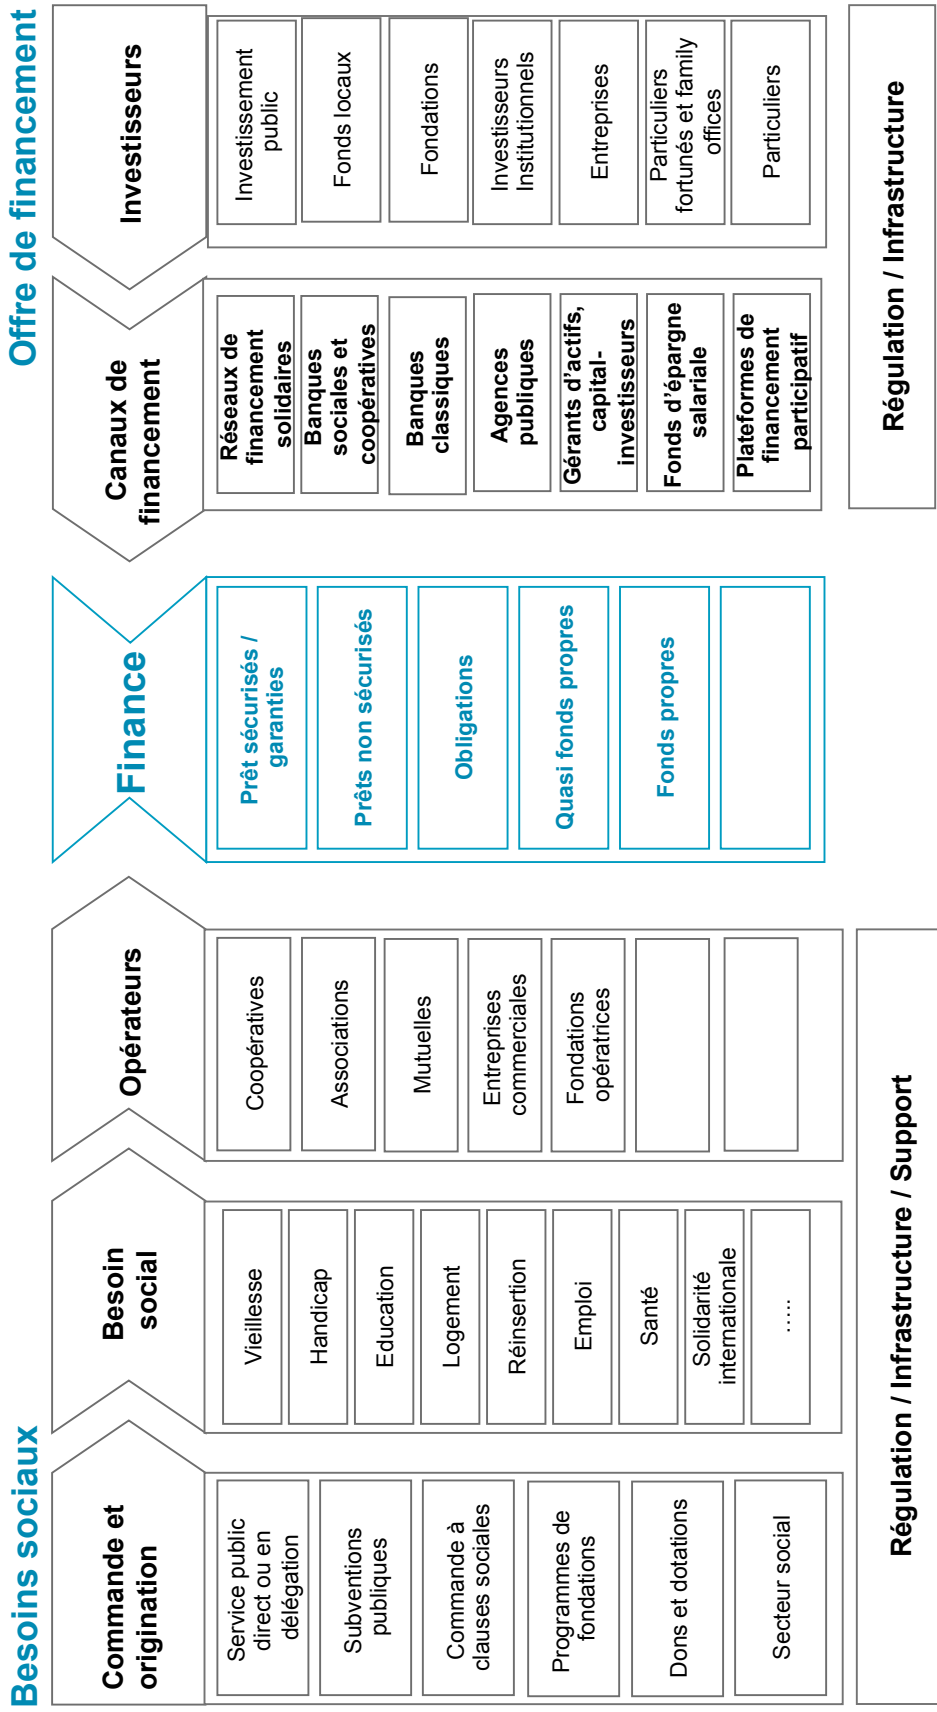 Besoins sociaux
Offre de financement
Commande et
origination
Service public
direct ou en
délégation
Subventions
publiques
Commande à
clauses sociales
Programmes de
fondations
Dons et dotations
Secteur social
Besoin
social
Vieillesse
Handicap
Education
Logement
Réinsertion
Emploi
Santé
Solidarité
internationale
…..
Opérateurs
Coopératives
Associations
Mutuelles
Entreprises
commerciales
Fondations
opératrices
Finance
Prêt sécurisés /
garanties
Prêts non sécurisés
Obligations
Quasi fonds propres
Fonds propres
Canaux de
financement
Réseaux de
financement
solidaires
Banques
sociales et
coopératives
Banques
classiques
Agences
publiques
Gérants d'actifs,
capital-
investisseurs
Fonds d'épargne
salariale
Plateformes de
financement
participatif
Investisseurs
Investissement
public
Fonds locaux
Fondations
Investisseurs
Institutionnels
Entreprises
Particuliers
fortunés et family
offices
Particuliers
Régulation / Infrastructure / Support
Régulation / Infrastructure